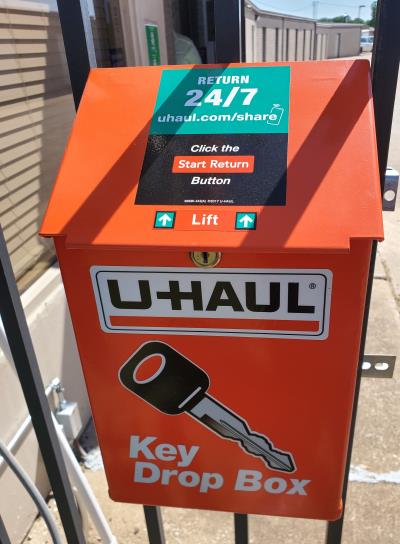 RETURN
24/7
uhaul.com/share
Click the
Start Return
Button
Lift
U-HAUL®
Key
Drop Box